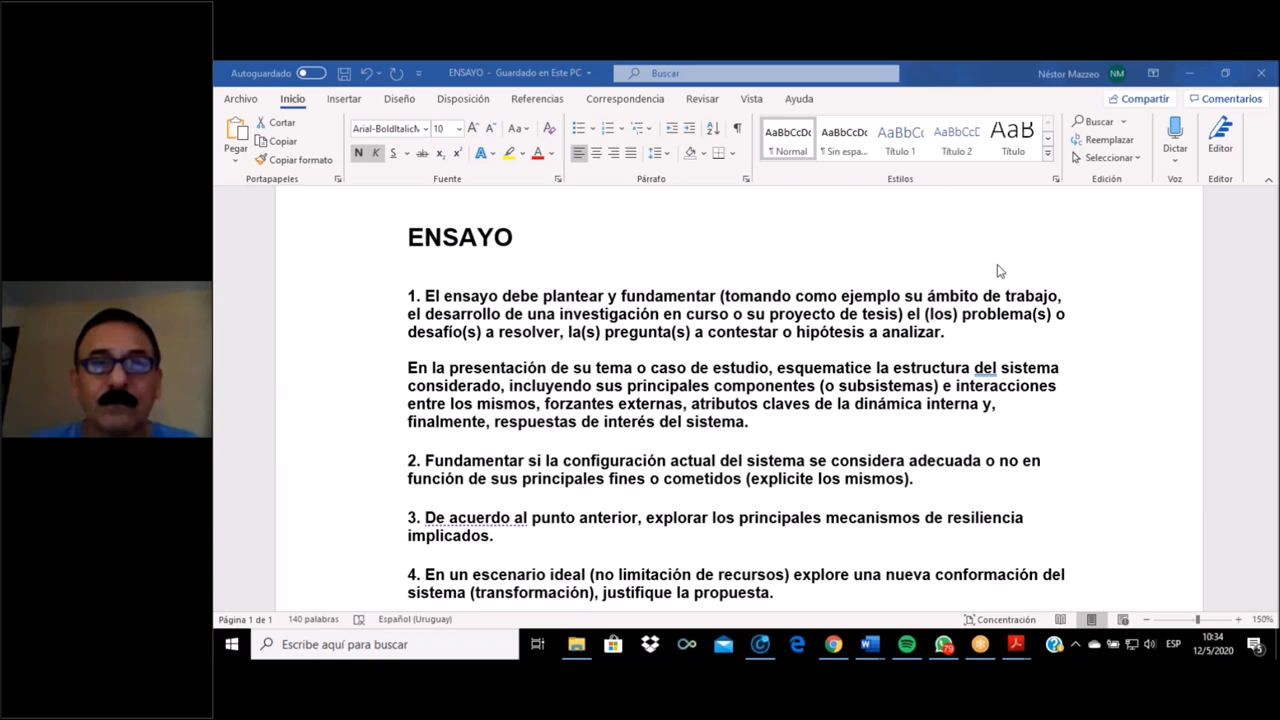 Autoguardado
ENSAYO - Guardado en Este PC
Buscar
Néstor Mazzeo
NM
Archivo
Inicio
Insertar
Diseño
Disposición
Referencias
Correspondencia
Revisar
Vista
Ayuda
Compartir
Comentarios
Pegar
Cortar
Copiar
Copiar formato
Portapapeles
Arial-BoldItalicM
10
N K S ab x₂ x²
Fuente
Párrafo
AaBbCcDc
¶ Normal
AaBbCcDc
¶ Sin espa...
AaBbCc
Título 1
AaBbCcE
Título 2
AaB
Título
Estilos
Buscar
Reemplazar
Seleccionar
Edición
Dictar
Voz
Editor
Editor
ENSAYO
1. El ensayo debe plantear y fundamentar (tomando como ejemplo su ámbito de trabajo,
el desarrollo de una investigación en curso o su proyecto de tesis) el (los) problema(s) o
desafío(s) a resolver, la(s) pregunta(s) a contestar o hipótesis a analizar.
En la presentación de su tema o caso de estudio, esquematice la estructura del sistema
considerado, incluyendo sus principales componentes (o subsistemas) e interacciones
entre los mismos, forzantes externas, atributos claves de la dinámica interna y,
finalmente, respuestas de interés del sistema.
2. Fundamentar si la configuración actual del sistema se considera adecuada o no en
función de sus principales fines o cometidos (explicite los mismos).
3. De acuerdo al punto anterior, explorar los principales mecanismos de resiliencia
implicados.
4. En un escenario ideal (no limitación de recursos) explore una nueva conformación del
sistema (transformación), justifique la propuesta.
Página 1 de 1
140 palabras
Español (Uruguay)
Concentración
150%
Escribe aquí para buscar
79
ESP
10:34
12/5/2020
5